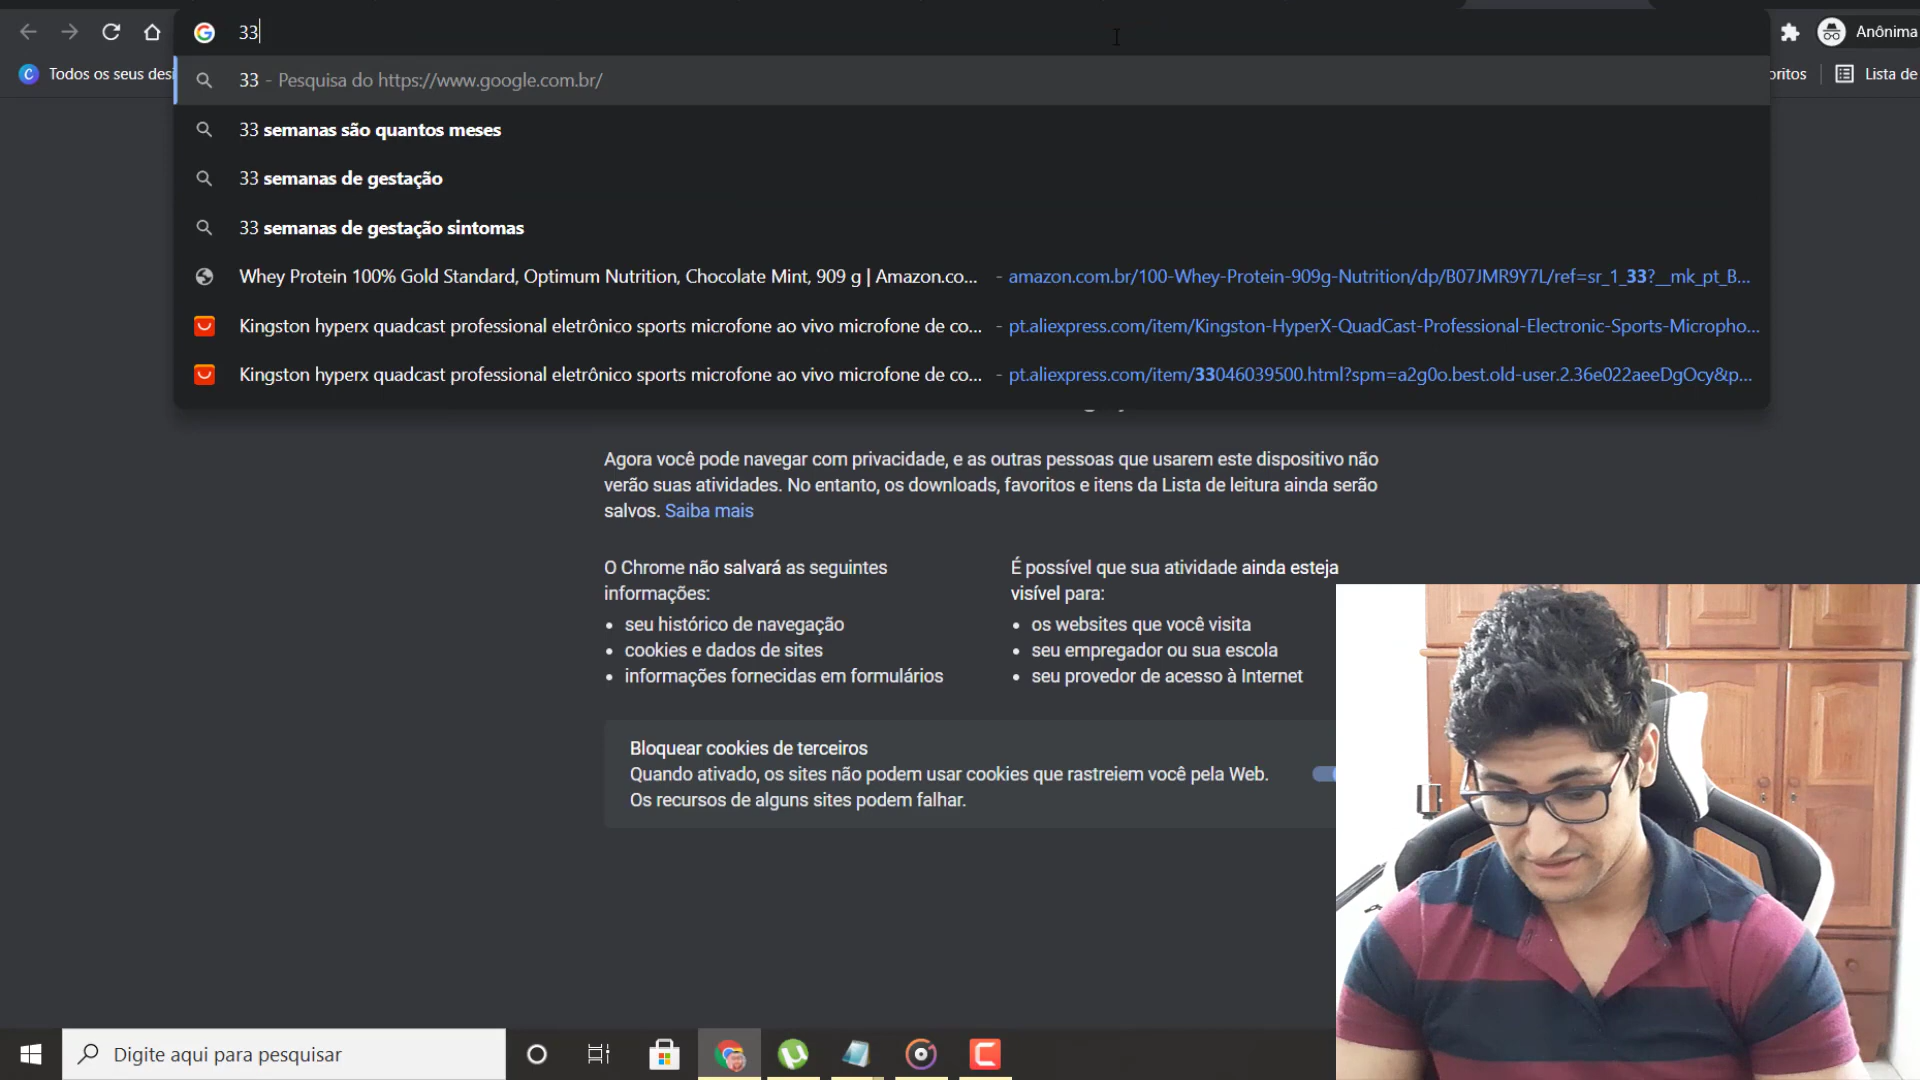 33
Anônima
C Todos os seus des
oritos
Lista de
33 - Pesquisa do https://www.google.com.br/
33 semanas são quantos meses
33 semanas de gestação
33 semanas de gestação sintomas
Whey Protein 100% Gold Standard, Optimum Nutrition, Chocolate Mint, 909 g | Amazon.co... - amazon.com.br/100-Whey-Protein-909g-Nutrition/dp/B07JMR9Y7L/ref=sr_1_33?__mk_pt_B...
Kingston hyperx quadcast professional eletrônico sports microfone ao vivo microfone de co... - pt.aliexpress.com/item/Kingston-HyperX-QuadCast-Professional-Electronic-Sports-Micropho...
Kingston hyperx quadcast professional eletrônico sports microfone ao vivo microfone de co... - pt.aliexpress.com/item/33046039500.html?spm=a2g0o.best.old-user.2.36e022aeeDgOcy&p...
Agora você pode navegar com privacidade, e as outras pessoas que usarem este dispositivo não
verão suas atividades. No entanto, os downloads, favoritos e itens da Lista de leitura ainda serão
salvos. Saiba mais
O Chrome não salvará as seguintes
informações:
• seu histórico de navegação
• cookies e dados de sites
• informações fornecidas em formulários
É possível que sua atividade ainda esteja
visível para:
• os websites que você visita
• seu empregador ou sua escola
• seu provedor de acesso à Internet
Bloquear cookies de terceiros
Quando ativado, os sites não podem usar cookies que rastreiem você pela Web.
Os recursos de alguns sites podem falhar.
Digite aqui para pesquisar